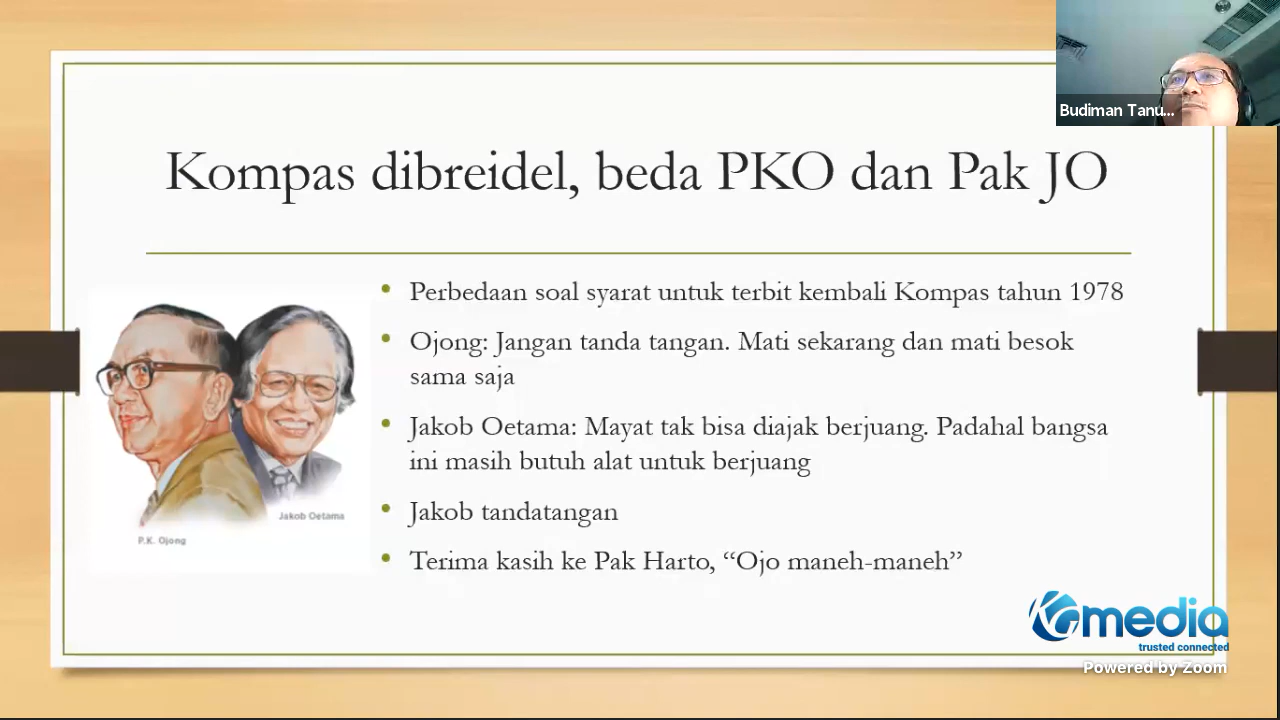 Budiman Tanu...
Kompas dibreidel, beda PKO dan Pak JO
Perbedaan soal syarat untuk terbit kembali Kompas tahun 1978
Ojong: Jangan tanda tangan. Mati sekarang dan mati besok
sama saja
Jakob Oetama: Mayat tak bisa diajak berjuang. Padahal bangsa
ini masih butuh alat untuk berjuang
Jakob tandatangan
Terima kasih ke Pak Harto, “Ojo maneh-maneh”
Jakob Oetama
P.K. Ojong
KGmedia
trusted connected
Powered by Zoom